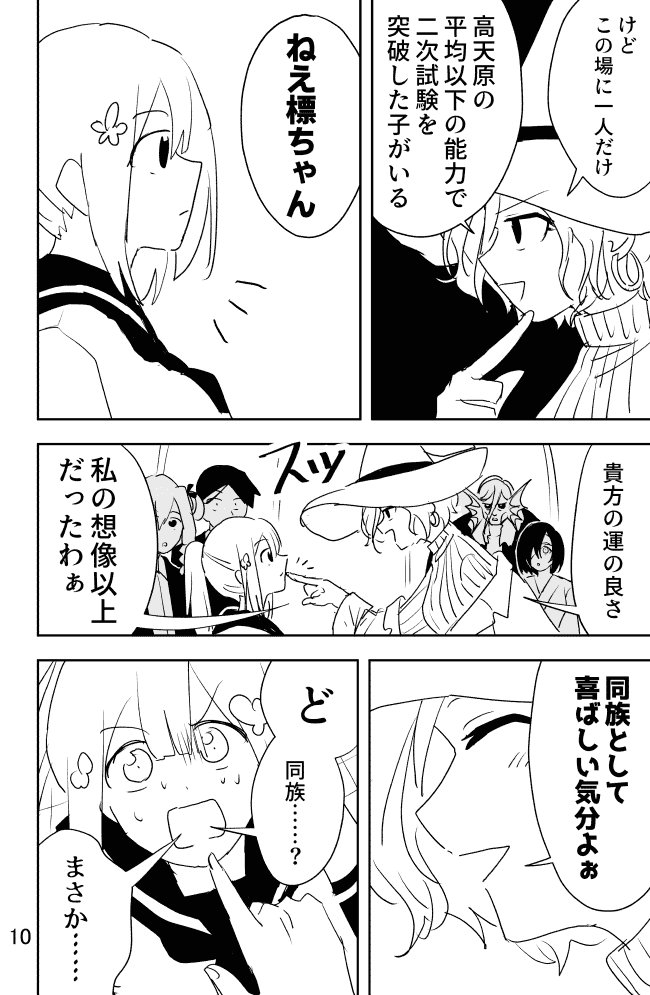 けど
この場に一人だけ
高天原の
平均以下の能力で
二次試験を
突破した子がいる
ねえ標ちゃん
貴方の運の良さ
スッ
私の想像以上
だったわぁ
同族として
喜ばしい気分よぉ
ど
同族……？
まさか……
10